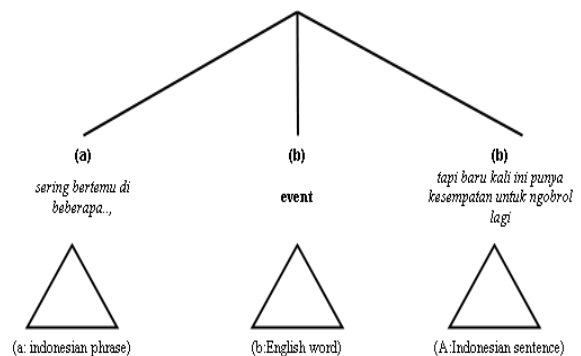 (a) (b) (b)
sering bertemu di
beberapa..,
event
tapi baru kali ini punya
kesempatan untuk ngobrol
lagi
(a: indonesian phrase) (b:English word) (A:Indonesian sentence)